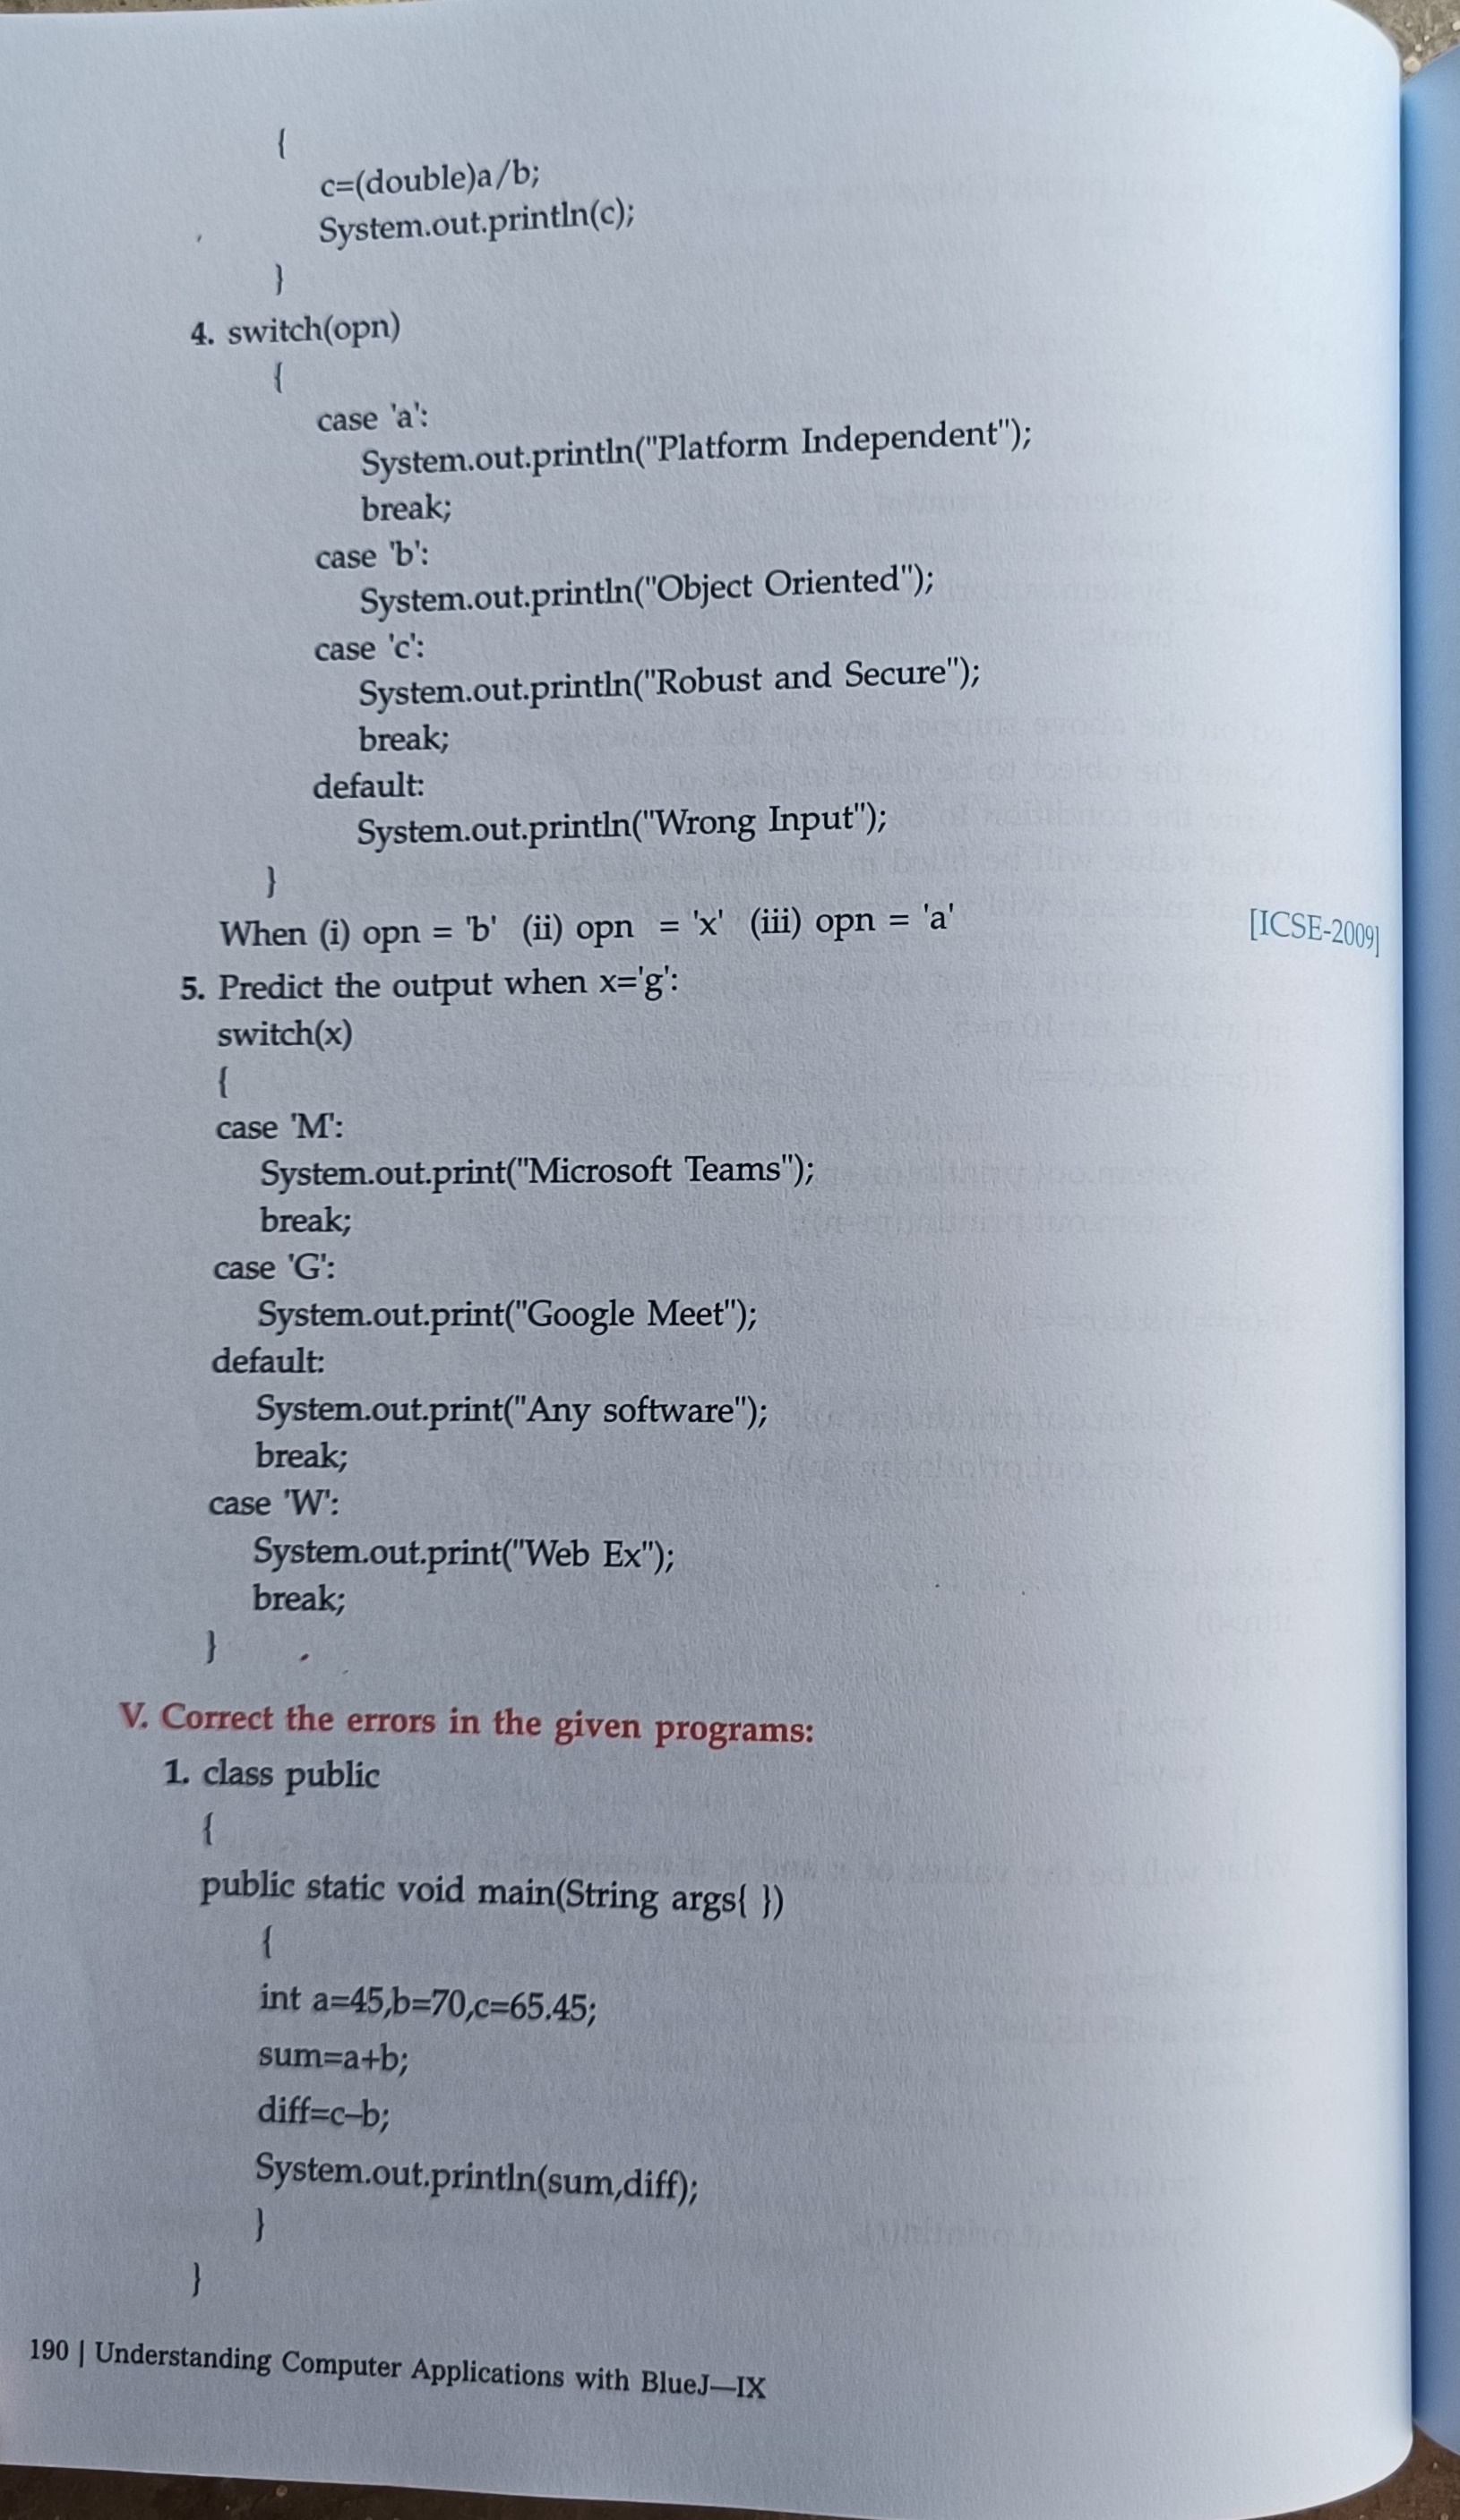 {
c=(double)a/b;
System.out.println(c);
}
4. switch(opn)
{
case 'a':
System.out.println("Platform Independent");
break;
case 'b':
System.out.println("Object Oriented");
case 'c':
System.out.println("Robust and Secure");
break;
default:
System.out.println("Wrong Input");
}
When (i) opn = 'b' (ii) opn = 'x' (iii) opn = 'a' [ICSE-2009]
5. Predict the output when x='g':
switch(x)
{
case 'M':
System.out.print("Microsoft Teams");
break;
case 'G':
System.out.print("Google Meet");
default:
System.out.print("Any software");
break;
case 'W':
System.out.print("Web Ex");
break;
}
V. Correct the errors in the given programs:
1. class public
{
public static void main(String args{ })
{
int a=45,b=70,c=65.45;
sum=a+b;
diff=c–b;
System.out.println(sum,diff);
}
}
190 | Understanding Computer Applications with BlueJ—IX